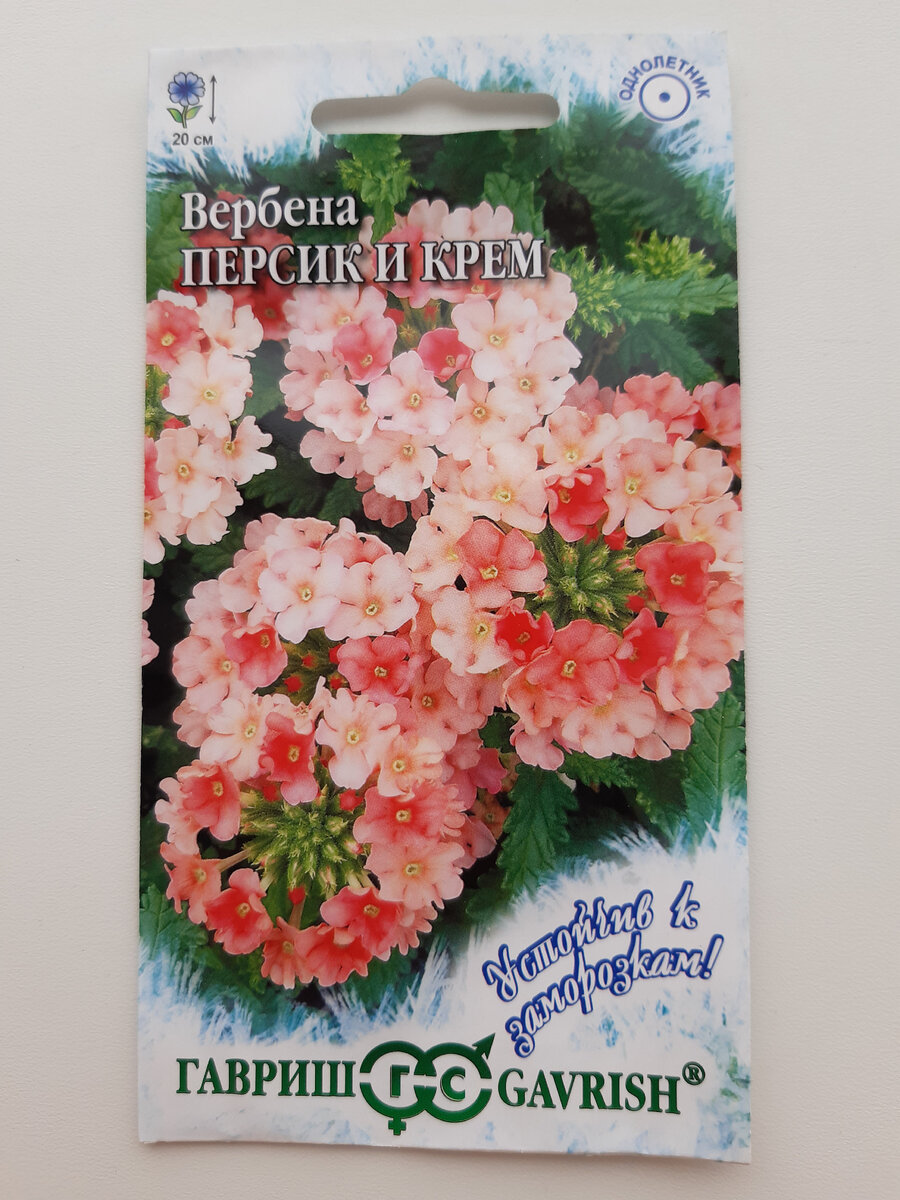 20 см
ОДНОЛЕТНИК
Вербена
ПЕРСИК И КРЕМ
Устойчив к
заморозкам!
ГАВРИШ ГС GAVRISH®